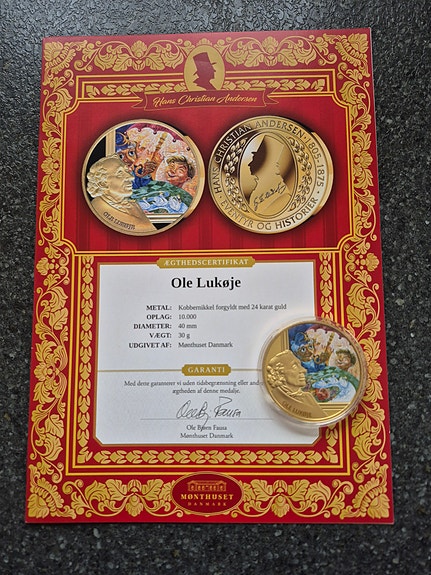 Hans Christian Andersen
OLE LUKØJE
HANS CHRISTIAN ANDERSEN 1805-1875
EVENTYR OG HISTORIER
ÆGTHEDSCERTIFIKAT
Ole Lukøje
METAL: Kobbernikkel forgyldt med 24 karat guld
OPLAG: 10.000
DIAMETER: 40 mm
VÆGT: 30 g
UDGIVET AF: Mønthuset Danmark
GARANTI
Med dette garanterer vi uden tidsbegrænsning eller
ægtheden af denne medalje.
Ole Bjørn Fausa
Mønthuset Danmark
OLE LUKØJE
MØNTHUSET
DANMARK